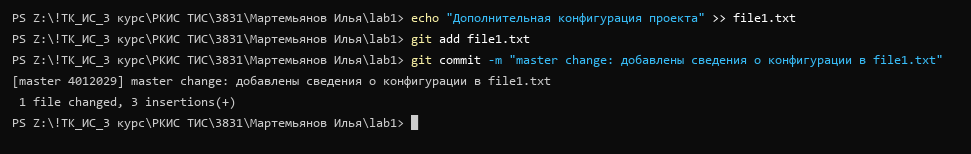 PS Z:\!ТК_ИС_3 курс\РКИС ТИС\3831\Мартемьянов Илья\lab1> echo "Дополнительная конфигурация проекта" >> file1.txt
PS Z:\!ТК_ИС_3 курс\РКИС ТИС\3831\Мартемьянов Илья\lab1> git add file1.txt
PS Z:\!ТК_ИС_3 курс\РКИС ТИС\3831\Мартемьянов Илья\lab1> git commit -m "master change: добавлены сведения о конфигурации в file1.txt"
[master 4012029] master change: добавлены сведения о конфигурации в file1.txt
 1 file changed, 3 insertions(+)
PS Z:\!ТК_ИС_3 курс\РКИС ТИС\3831\Мартемьянов Илья\lab1>